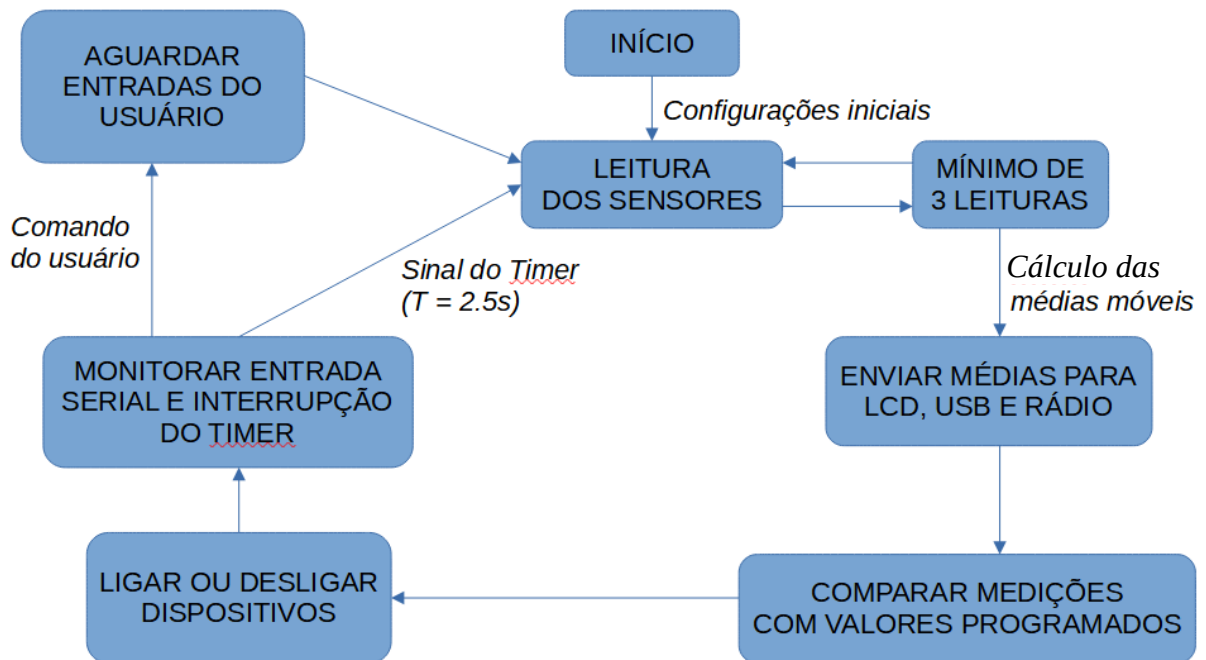 AGUARDAR
ENTRADAS DO
USUÁRIO
INÍCIO
Configurações iniciais
LEITURA
DOS SENSORES
MÍNIMO DE
3 LEITURAS
Comando
do usuário
Sinal do Timer
(T = 2.5s)
Cálculo das
médias móveis
MONITORAR ENTRADA
SERIAL E INTERRUPÇÃO
DO TIMER
ENVIAR MÉDIAS PARA
LCD, USB E RÁDIO
LIGAR OU DESLIGAR
DISPOSITIVOS
COMPARAR MEDIÇÕES
COM VALORES PROGRAMADOS